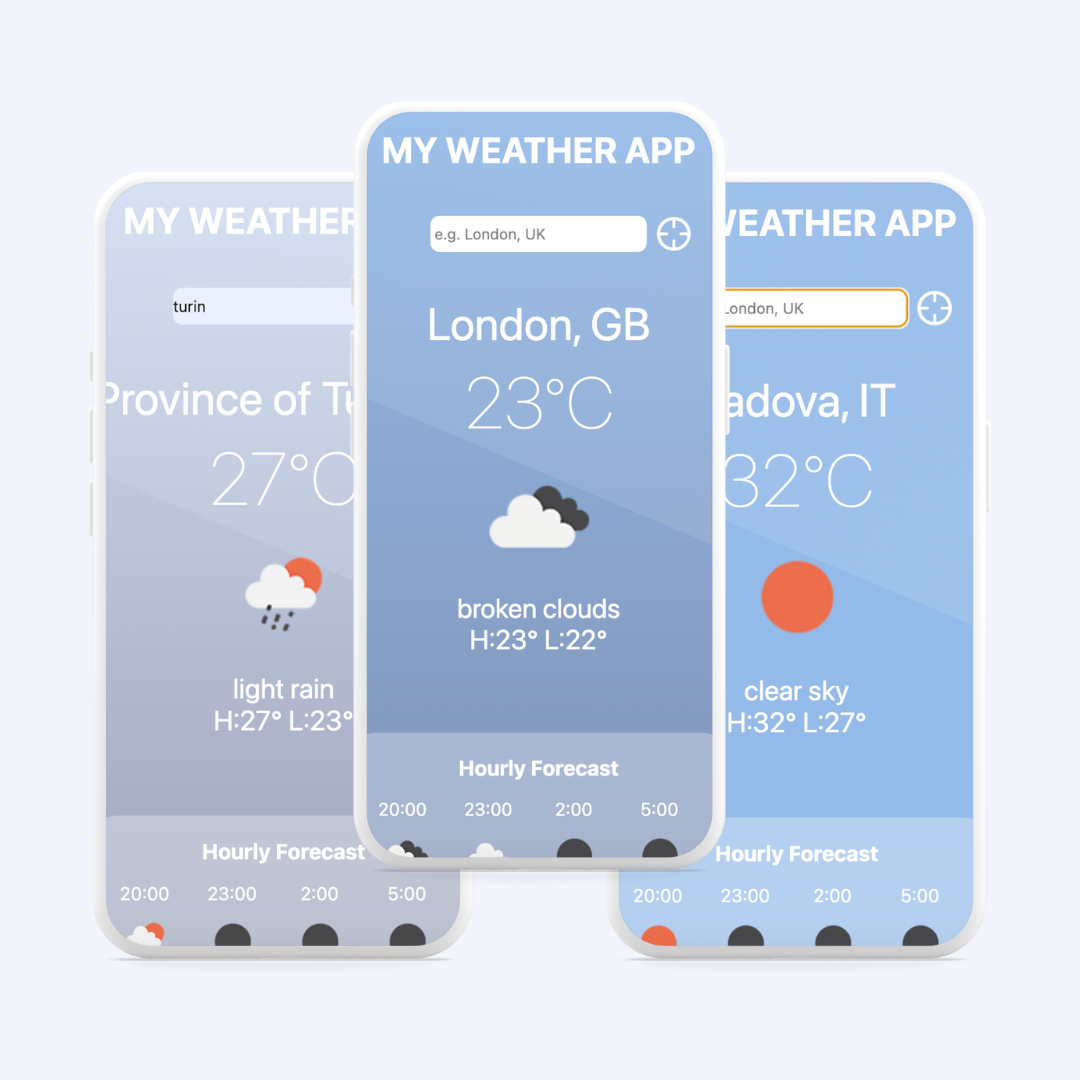 MY WEATHER
turin
Province of Tu
27°C
light rain
H:27° L:23°
Hourly Forecast
20:00 23:00 2:00 5:00
MY WEATHER APP
e.g. London, UK
London, GB
23°C
broken clouds
H:23° L:22°
Hourly Forecast
20:00 23:00 2:00 5:00
WEATHER APP
London, UK
adova, IT
32°C
clear sky
H:32° L:27°
Hourly Forecast
20:00 23:00 2:00 5:00